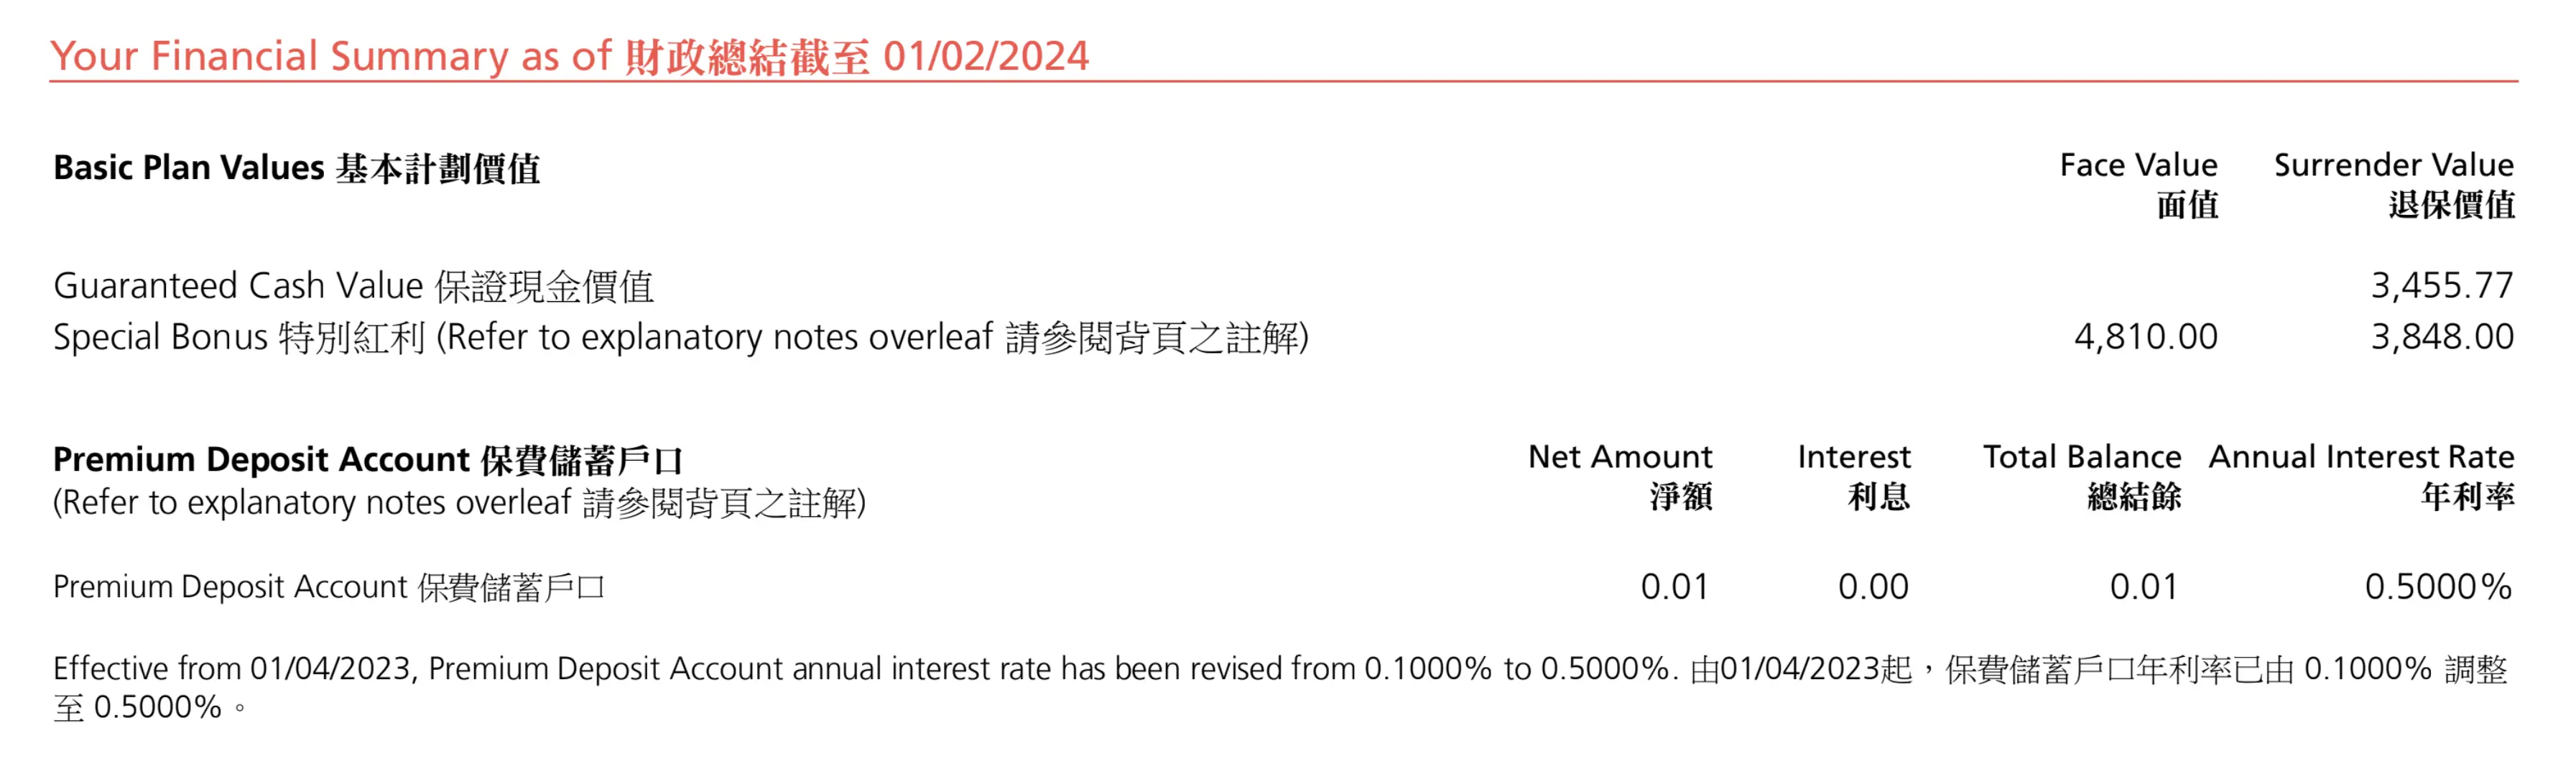 Your Financial Summary as of 財政總結截至 01/02/2024
Basic Plan Values 基本計劃價值 Face Value Surrender Value
面值 退保價值
Guaranteed Cash Value 保證現金價值 3,455.77
Special Bonus 特別紅利 (Refer to explanatory notes overleaf 請參閱背頁之註解) 4,810.00 3,848.00
Premium Deposit Account 保費儲蓄戶口 Net Amount Interest Total Balance Annual Interest Rate
(Refer to explanatory notes overleaf 請參閱背頁之註解) 淨額 利息 總結餘 年利率
Premium Deposit Account 保費儲蓄戶口 0.01 0.00 0.01 0.5000%
Effective from 01/04/2023, Premium Deposit Account annual interest rate has been revised from 0.1000% to 0.5000%. 由01/04/2023起，保費儲蓄戶口年利率已由 0.1000% 調整
至 0.5000%。